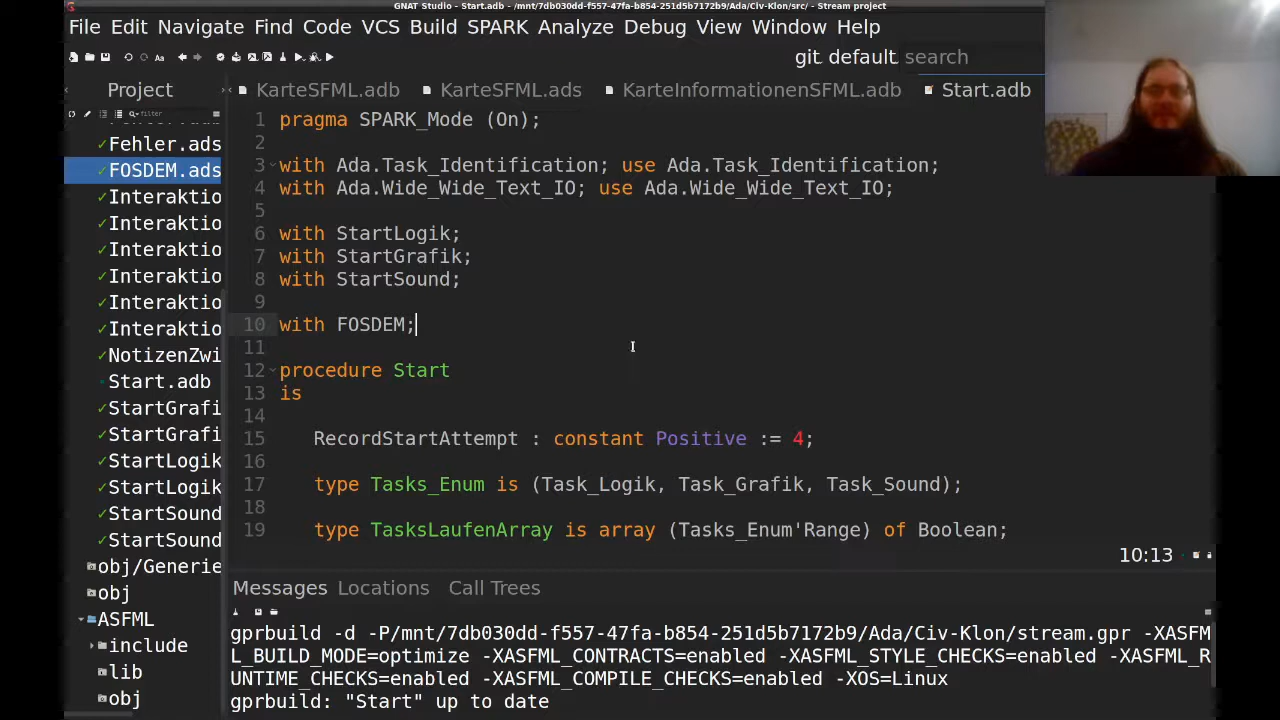 GNAT Studio - Start.adb - /mnt/7db030dd-f557-47fa-b854-251d5b7172b9/Ada/Civ-Klon/src/ - Stream project
File Edit Navigate Find Code VCS Build SPARK Analyze Debug View Window Help
git default search
Project
KarteSFML.adb KarteSFML.ads KarteInformationenSFML.adb Start.adb
filter
Fehler.ads
FOSDEM.ads
Interaktio
Interaktio
Interaktio
Interaktio
Interaktio
Interaktio
NotizenZwi
Start.adb
StartGrafi
StartGrafi
StartLogik
StartLogik
StartSound
StartSound
obj/Generie
obj
ASFML
include
lib
obj
1 pragma SPARK_Mode (On);
2
3 with Ada.Task_Identification; use Ada.Task_Identification;
4 with Ada.Wide_Wide_Text_IO; use Ada.Wide_Wide_Text_IO;
5
6 with StartLogik;
7 with StartGrafik;
8 with StartSound;
9
10 with FOSDEM;
11
12 procedure Start
13 is
14
15 RecordStartAttempt : constant Positive := 4;
16
17 type Tasks_Enum is (Task_Logik, Task_Grafik, Task_Sound);
18
19 type TasksLaufenArray is array (Tasks_Enum'Range) of Boolean;
10:13
Messages Locations Call Trees
gprbuild -d -P/mnt/7db030dd-f557-47fa-b854-251d5b7172b9/Ada/Civ-Klon/stream.gpr -XASFM
L_BUILD_MODE=optimize -XASFML_CONTRACTS=enabled -XASFML_STYLE_CHECKS=enabled -XASFML_R
UNTIME_CHECKS=enabled -XASFML_COMPILE_CHECKS=enabled -XOS=Linux
gprbuild: "Start" up to date